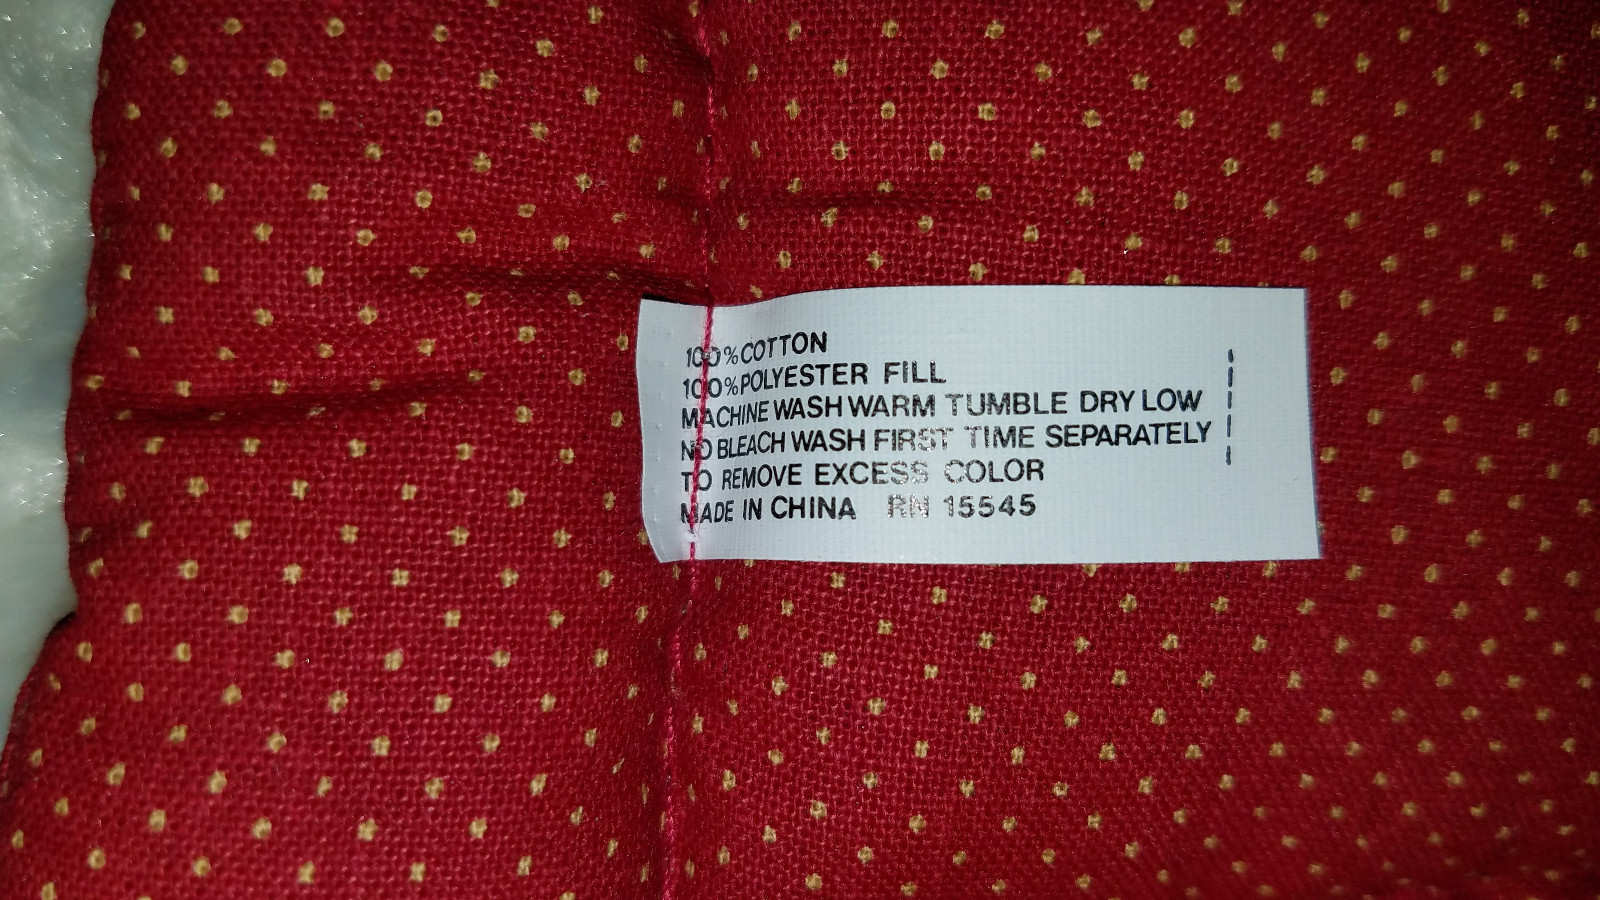 100% COTTON
100% POLYESTER FILL
MACHINE WASH WARM TUMBLE DRY LOW
NO BLEACH WASH FIRST TIME SEPARATELY
TO REMOVE EXCESS COLOR
MADE IN CHINA RN 15545